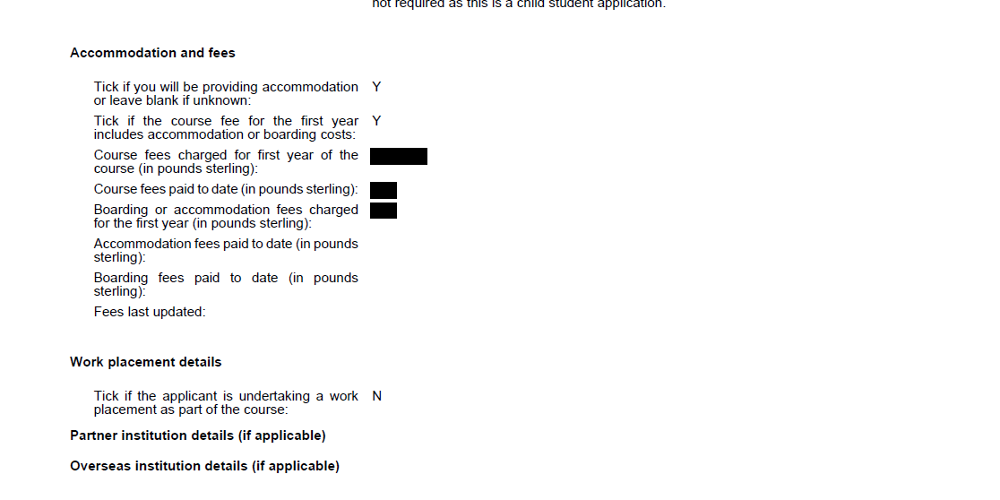 not required as this is a child student application.
Accommodation and fees
Tick if you will be providing accommodation Y
or leave blank if unknown:
Tick if the course fee for the first year Y
includes accommodation or boarding costs:
Course fees charged for first year of the
course (in pounds sterling):
Course fees paid to date (in pounds sterling):
Boarding or accommodation fees charged
for the first year (in pounds sterling):
Accommodation fees paid to date (in pounds
sterling):
Boarding fees paid to date (in pounds
sterling):
Fees last updated:
Work placement details
Tick if the applicant is undertaking a work N
placement as part of the course:
Partner institution details (if applicable)
Overseas institution details (if applicable)